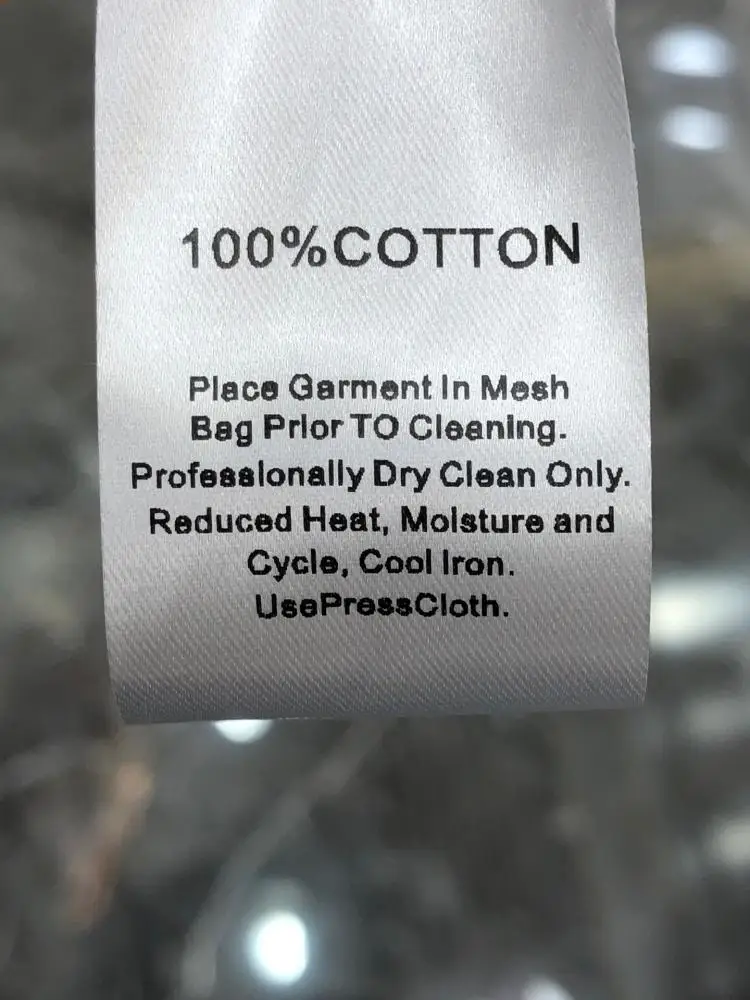 100%COTTON
Place Garment In Mesh
Bag Prior TO Cleaning.
Professionally Dry Clean Only.
Reduced Heat, Moisture and
Cycle, Cool Iron.
UsePressCloth.